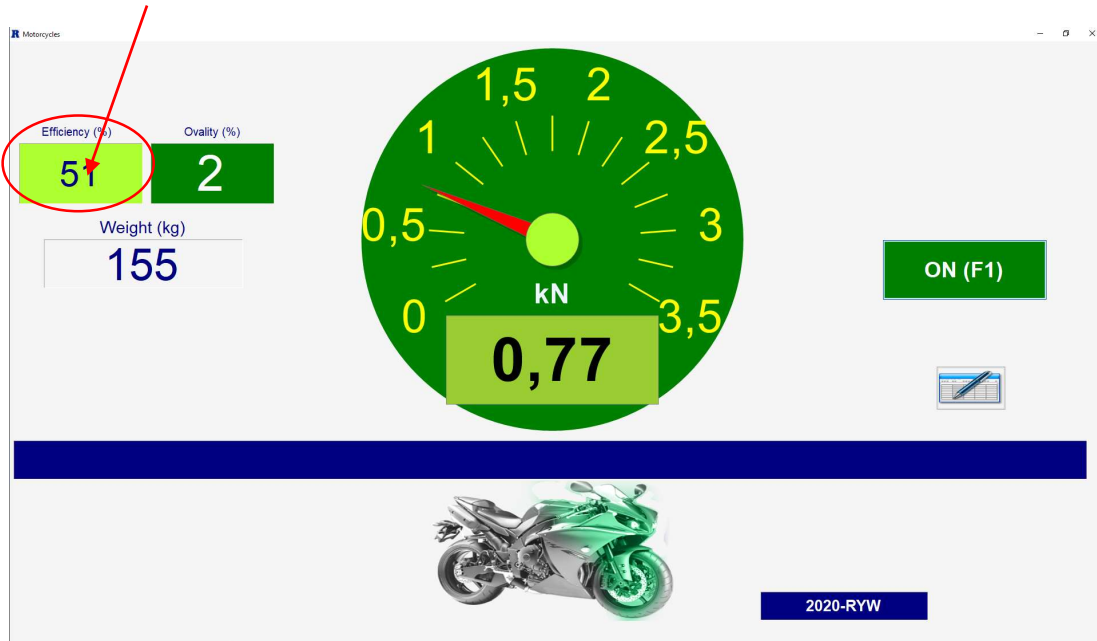 R Motorcycles
Efficiency (%)
Ovality (%)
51
2
Weight (kg)
155
0
0,5
1
1,5
2
2,5
3
3,5
kN
0,77
ON (F1)
2020-RYW